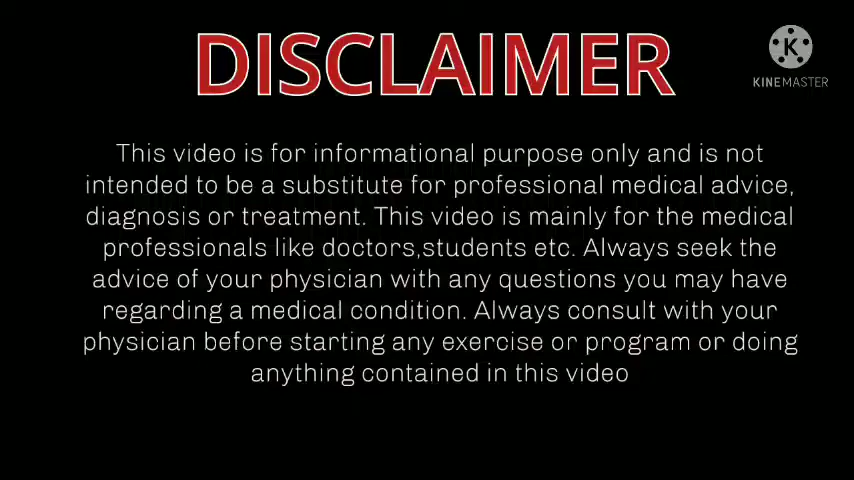 DISCLAIMER
K
KINEMASTER
This video is for informational purpose only and is not
intended to be a substitute for professional medical advice,
diagnosis or treatment. This video is mainly for the medical
professionals like doctors,students etc. Always seek the
advice of your physician with any questions you may have
regarding a medical condition. Always consult with your
physician before starting any exercise or program or doing
anything contained in this video